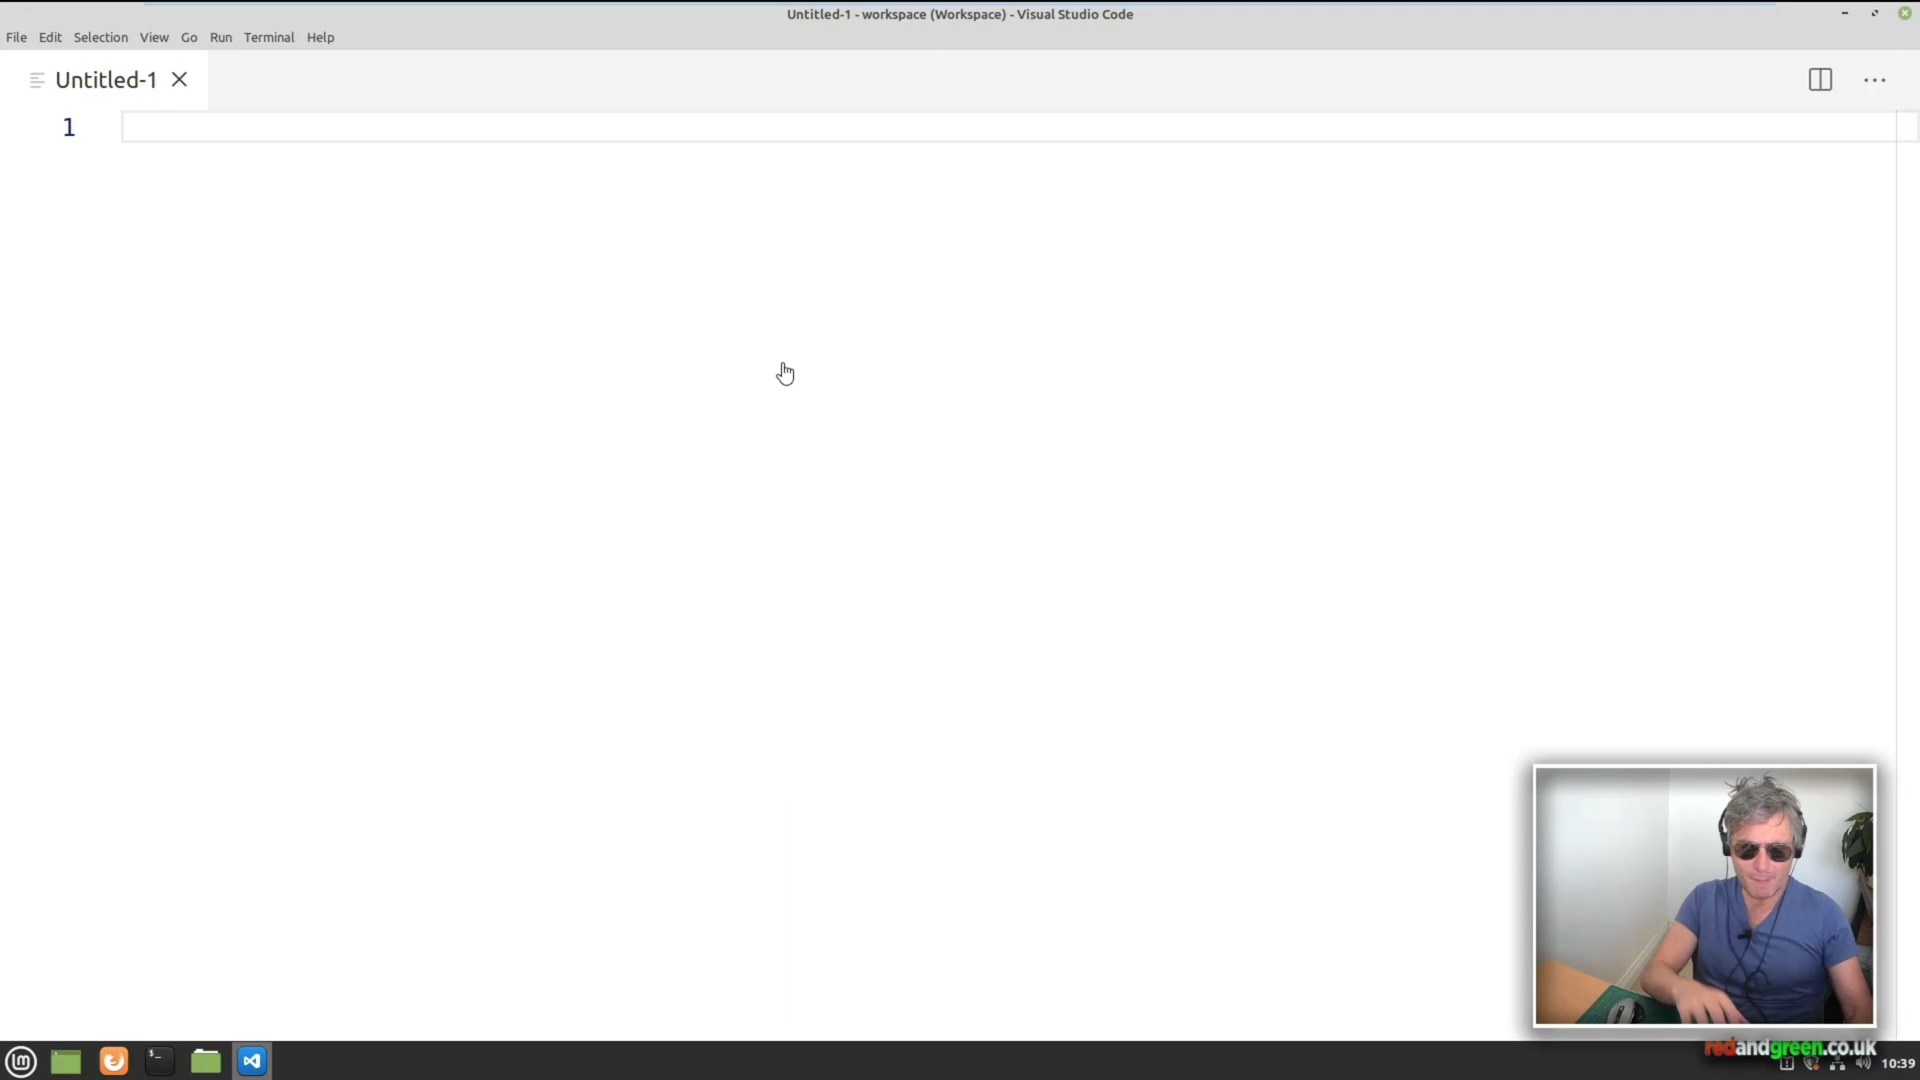 Untitled-1 - workspace (Workspace) - Visual Studio Code
File Edit Selection View Go Run Terminal Help
Untitled-1
1
$_
redandgreen.co.uk
10:39